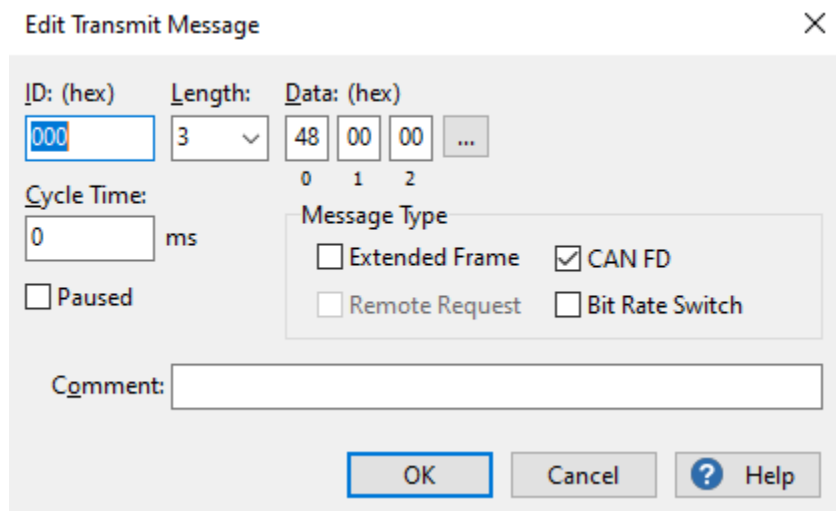 Edit Transmit Message
ID: (hex) Length: Data: (hex)
000 3 48 00 00 ...
0 1 2
Cycle Time:
0 ms
Message Type
Extended Frame CAN FD
Paused
Remote Request Bit Rate Switch
Comment:
OK Cancel ? Help